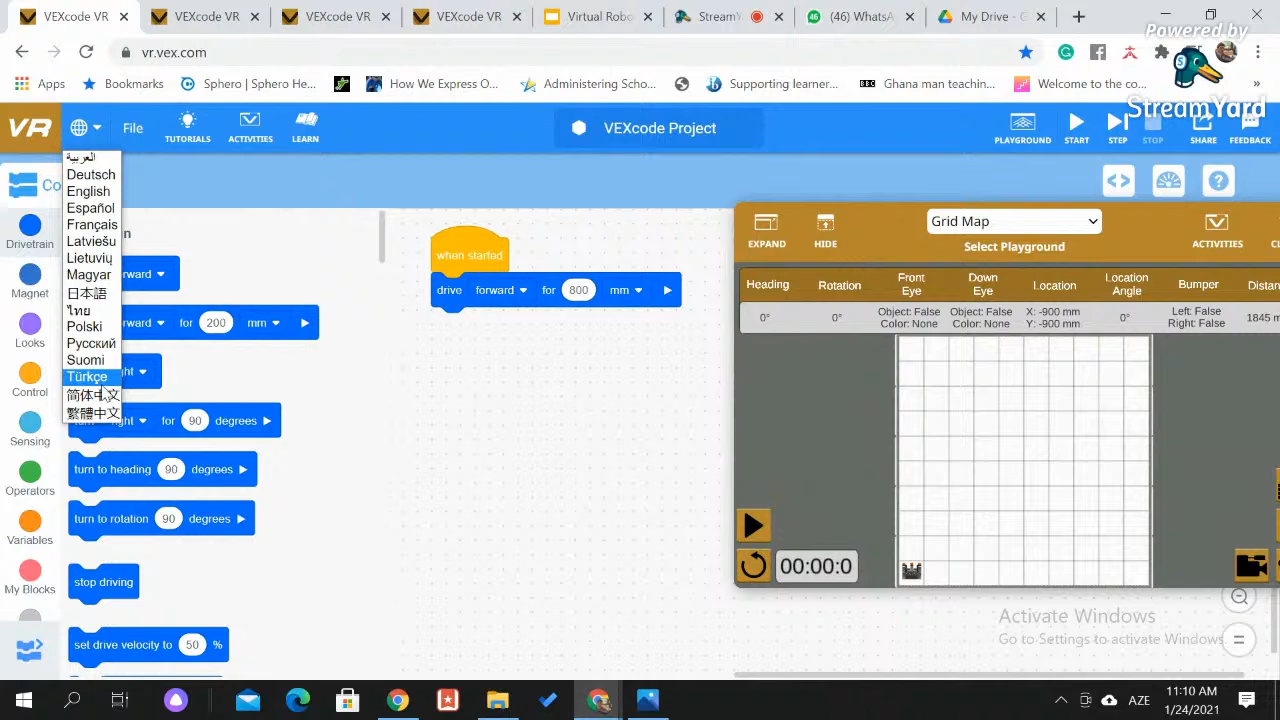 VEXcode VR
VEXcode VR
VEXcode VR
VEXcode VR
Virtual Robo
StreamY
(46) WhatsA
My Drive - G
Powered by
StreamYard
vr.vex.com
Apps
Bookmarks
Sphero | Sphero He...
How We Express O...
Administering Schoo...
Supporting learner...
Ghana man teachin...
Welcome to the co...
VR
File
TUTORIALS
ACTIVITIES
LEARN
VEXcode Project
PLAYGROUND
START
STEP
STOP
SHARE
FEEDBACK
Co
العربية
Deutsch
English
Español
Français
Latviešu
Lietuvių
Magyar
日本語
ไทย
Polski
Русский
Suomi
Türkçe
简体中文
繁體中文
Drivetrain
Magnet
Looks
Control
Sensing
Operators
Variables
My Blocks
for 200 mm
for 90 degrees
turn to heading 90 degrees
turn to rotation 90 degrees
stop driving
set drive velocity to 50 %
when started
drive forward for 800 mm
EXPAND
HIDE
Grid Map
Select Playground
ACTIVITIES
Heading
Rotation
Front Eye
Down Eye
Location
Location Angle
Bumper
Distan
0°
0°
Object: False
Color: None
Object: False
Color: None
X: -900 mm
Y: -900 mm
0°
Left: False
Right: False
1845 m
00:00:0
Activate Windows
Go to Settings to activate Windows.
AZE
11:10 AM
1/24/2021